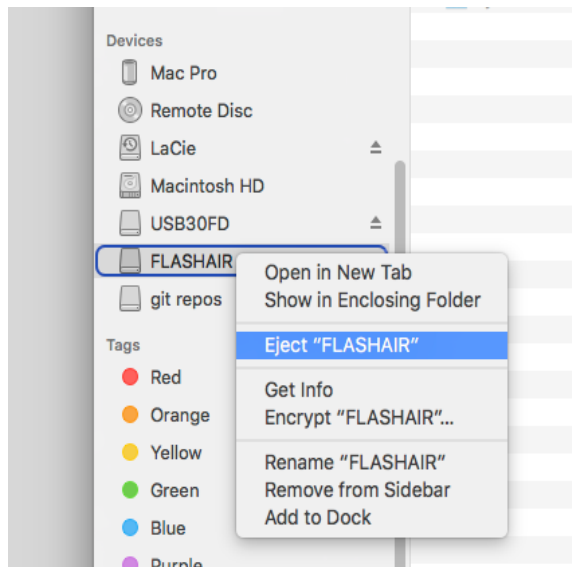 Devices
Mac Pro
Remote Disc
LaCie
Macintosh HD
USB30FD
FLASHAIR
git repos
Tags
Red
Orange
Yellow
Green
Blue
Purple
Open in New Tab
Show in Enclosing Folder
Eject “FLASHAIR”
Get Info
Encrypt “FLASHAIR”...
Rename “FLASHAIR”
Remove from Sidebar
Add to Dock